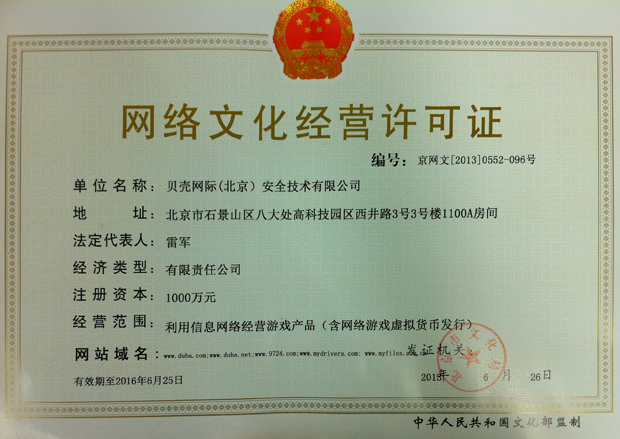 网络文化经营许可证
编号：京网文[2013]0552-096号
单位名称：贝壳网际(北京）安全技术有限公司
地 址：北京市石景山区八大处高科技园区西井路3号3号楼1100A房间
法定代表人：雷军
经济类型：有限责任公司
注册资本：1000万元
经营范围：利用信息网络经营游戏产品（含网络游戏虚拟货币发行）
网站域名：www.duba.com;www.duba.net;www.9724.com;www.mydrivers.com; www.myfiles. 发证机关：
有效期至2016年6月25日 2013年 6 月 26日
北京市文化局
中华人民共和国文化部监制